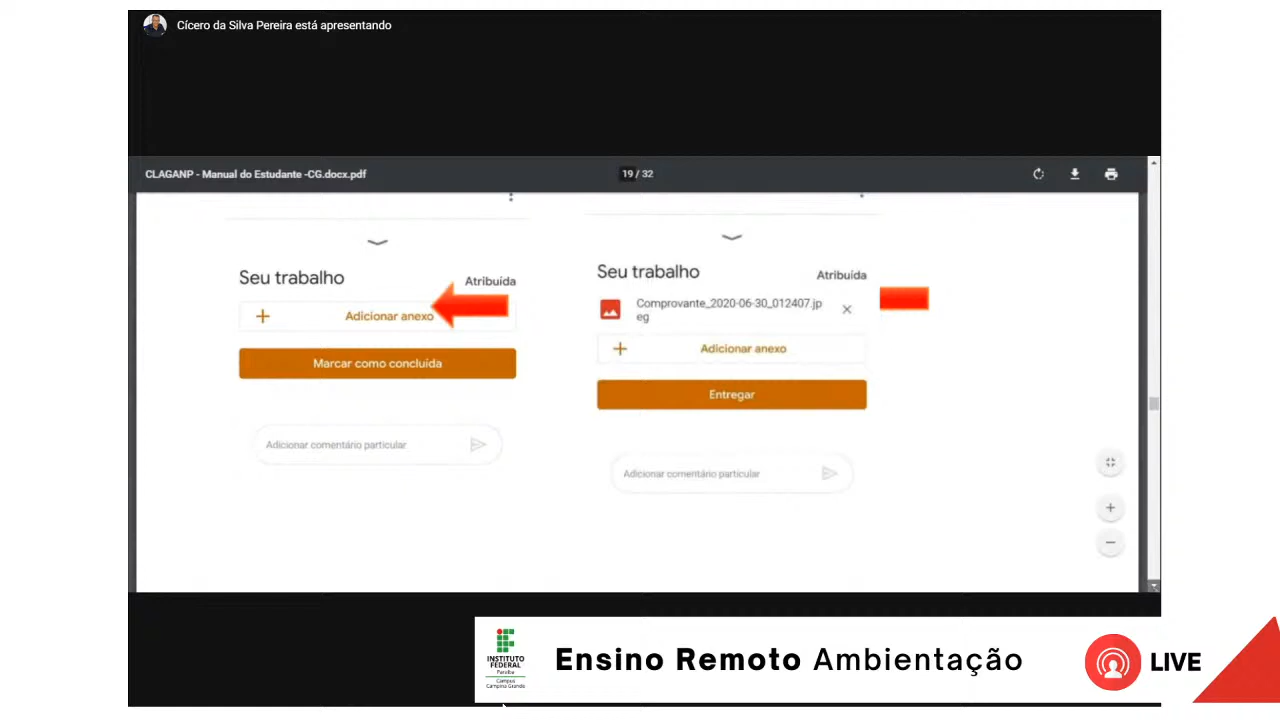 Cícero da Silva Pereira está apresentando
CLAGANP - Manual do Estudante -CG.docx.pdf
19 / 32
Seu trabalho
Atribuída
Adicionar anexo
Marcar como concluída
Adicionar comentário particular
Seu trabalho
Atribuída
Comprovante_2020-06-30_012407.jp
eg
Adicionar anexo
Entregar
Adicionar comentário particular
INSTITUTO
FEDERAL
Paraíba
Campus
Campina Grande
Ensino Remoto Ambientação
LIVE